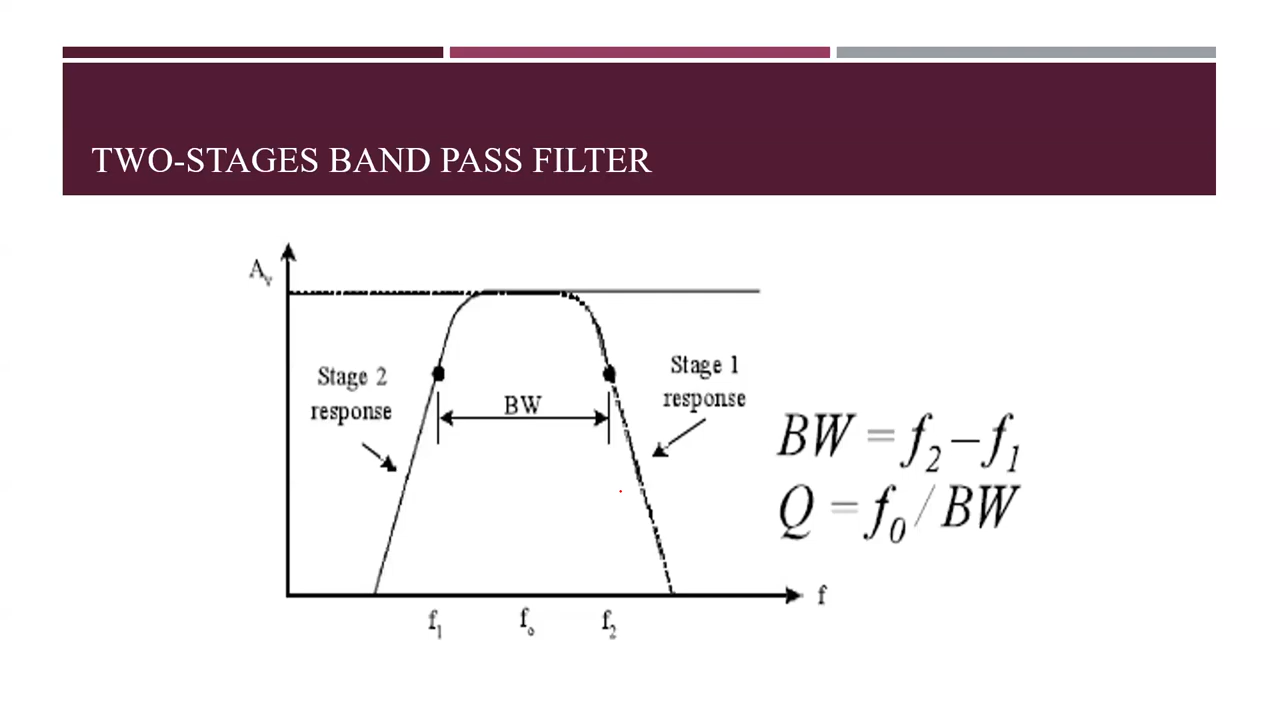 TWO-STAGES BAND PASS FILTER
Av
Stage 2
response
BW
Stage 1
response
BW = f2 – f1
Q = f0 / BW
f
f1
fo
f2